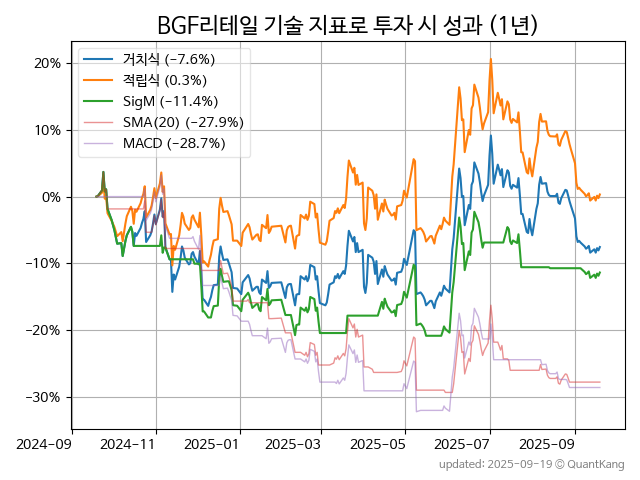 BGF리테일 기술 지표로 투자 시 성과 (1년)
거치식 (−7.6%)
적립식 (0.3%)
SigM (−11.4%)
SMA(20) (−27.9%)
MACD (−28.7%)
20%
10%
0%
−10%
−20%
−30%
2024-09 2024-11 2025-01 2025-03 2025-05 2025-07 2025-09
updated: 2025-09-19 ⓒ QuantKang